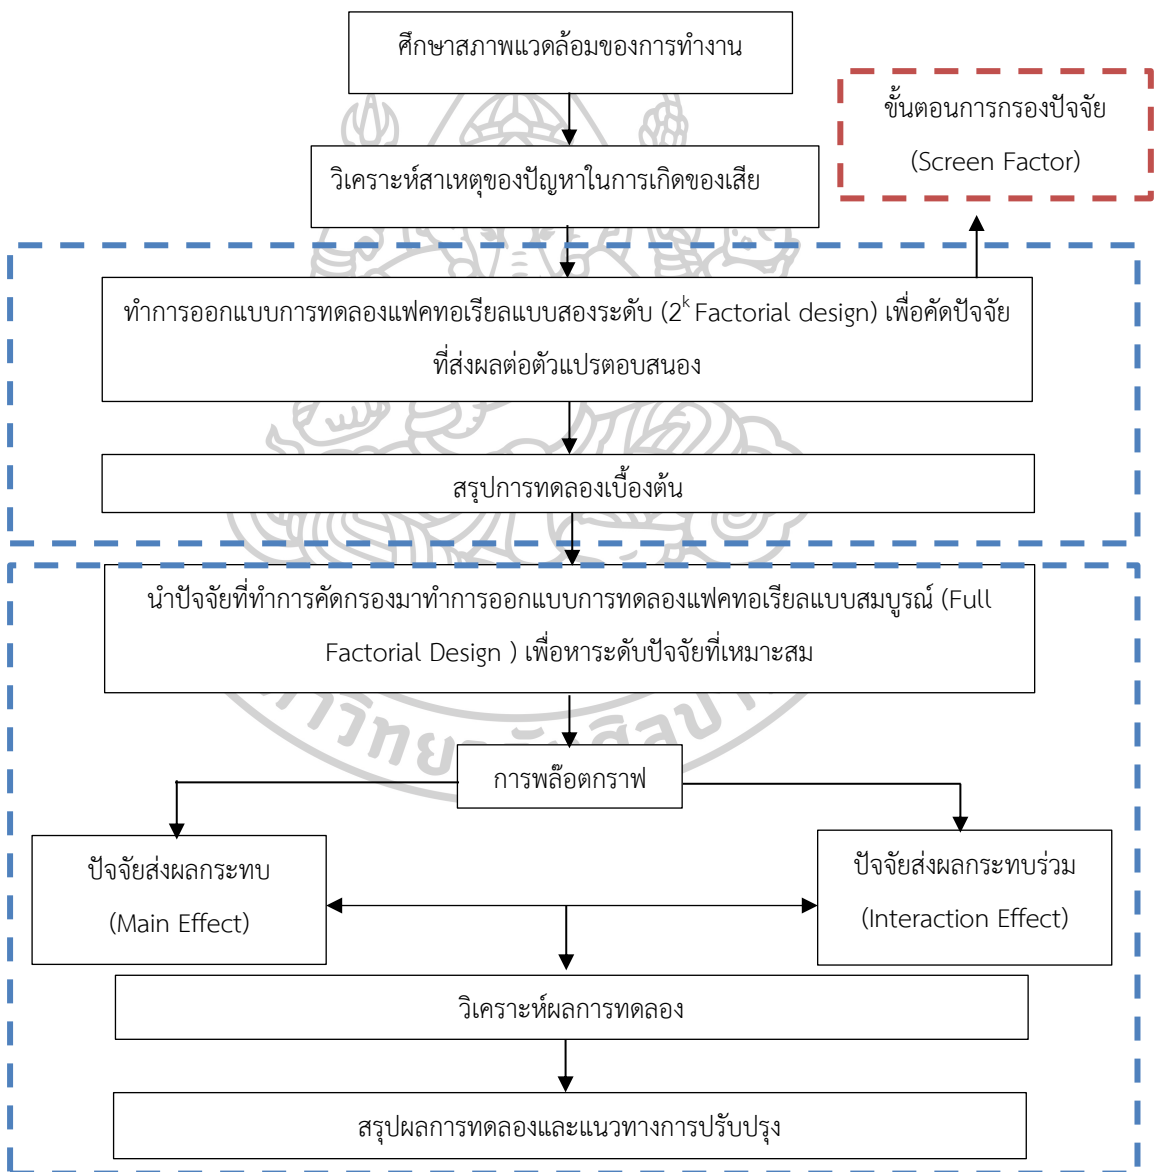 ศึกษาสภาพแวดล้อมของการทำงาน
ขั้นตอนการกรองปัจจัย
(Screen Factor)
วิเคราะห์สาเหตุของปัญหาในการเกิดของเสีย
ทำการออกแบบการทดลองแฟคทอเรียลแบบสองระดับ (2^k Factorial design) เพื่อคัดปัจจัย
ที่ส่งผลต่อตัวแปรตอบสนอง
สรุปการทดลองเบื้องต้น
นำปัจจัยที่ทำการคัดกรองมาทำการออกแบบการทดลองแฟคทอเรียลแบบสมบูรณ์ (Full
Factorial Design ) เพื่อหาระดับปัจจัยที่เหมาะสม
การพล๊อตกราฟ
ปัจจัยส่งผลกระทบ
(Main Effect)
ปัจจัยส่งผลกระทบร่วม
(Interaction Effect)
วิเคราะห์ผลการทดลอง
สรุปผลการทดลองและแนวทางการปรับปรุง